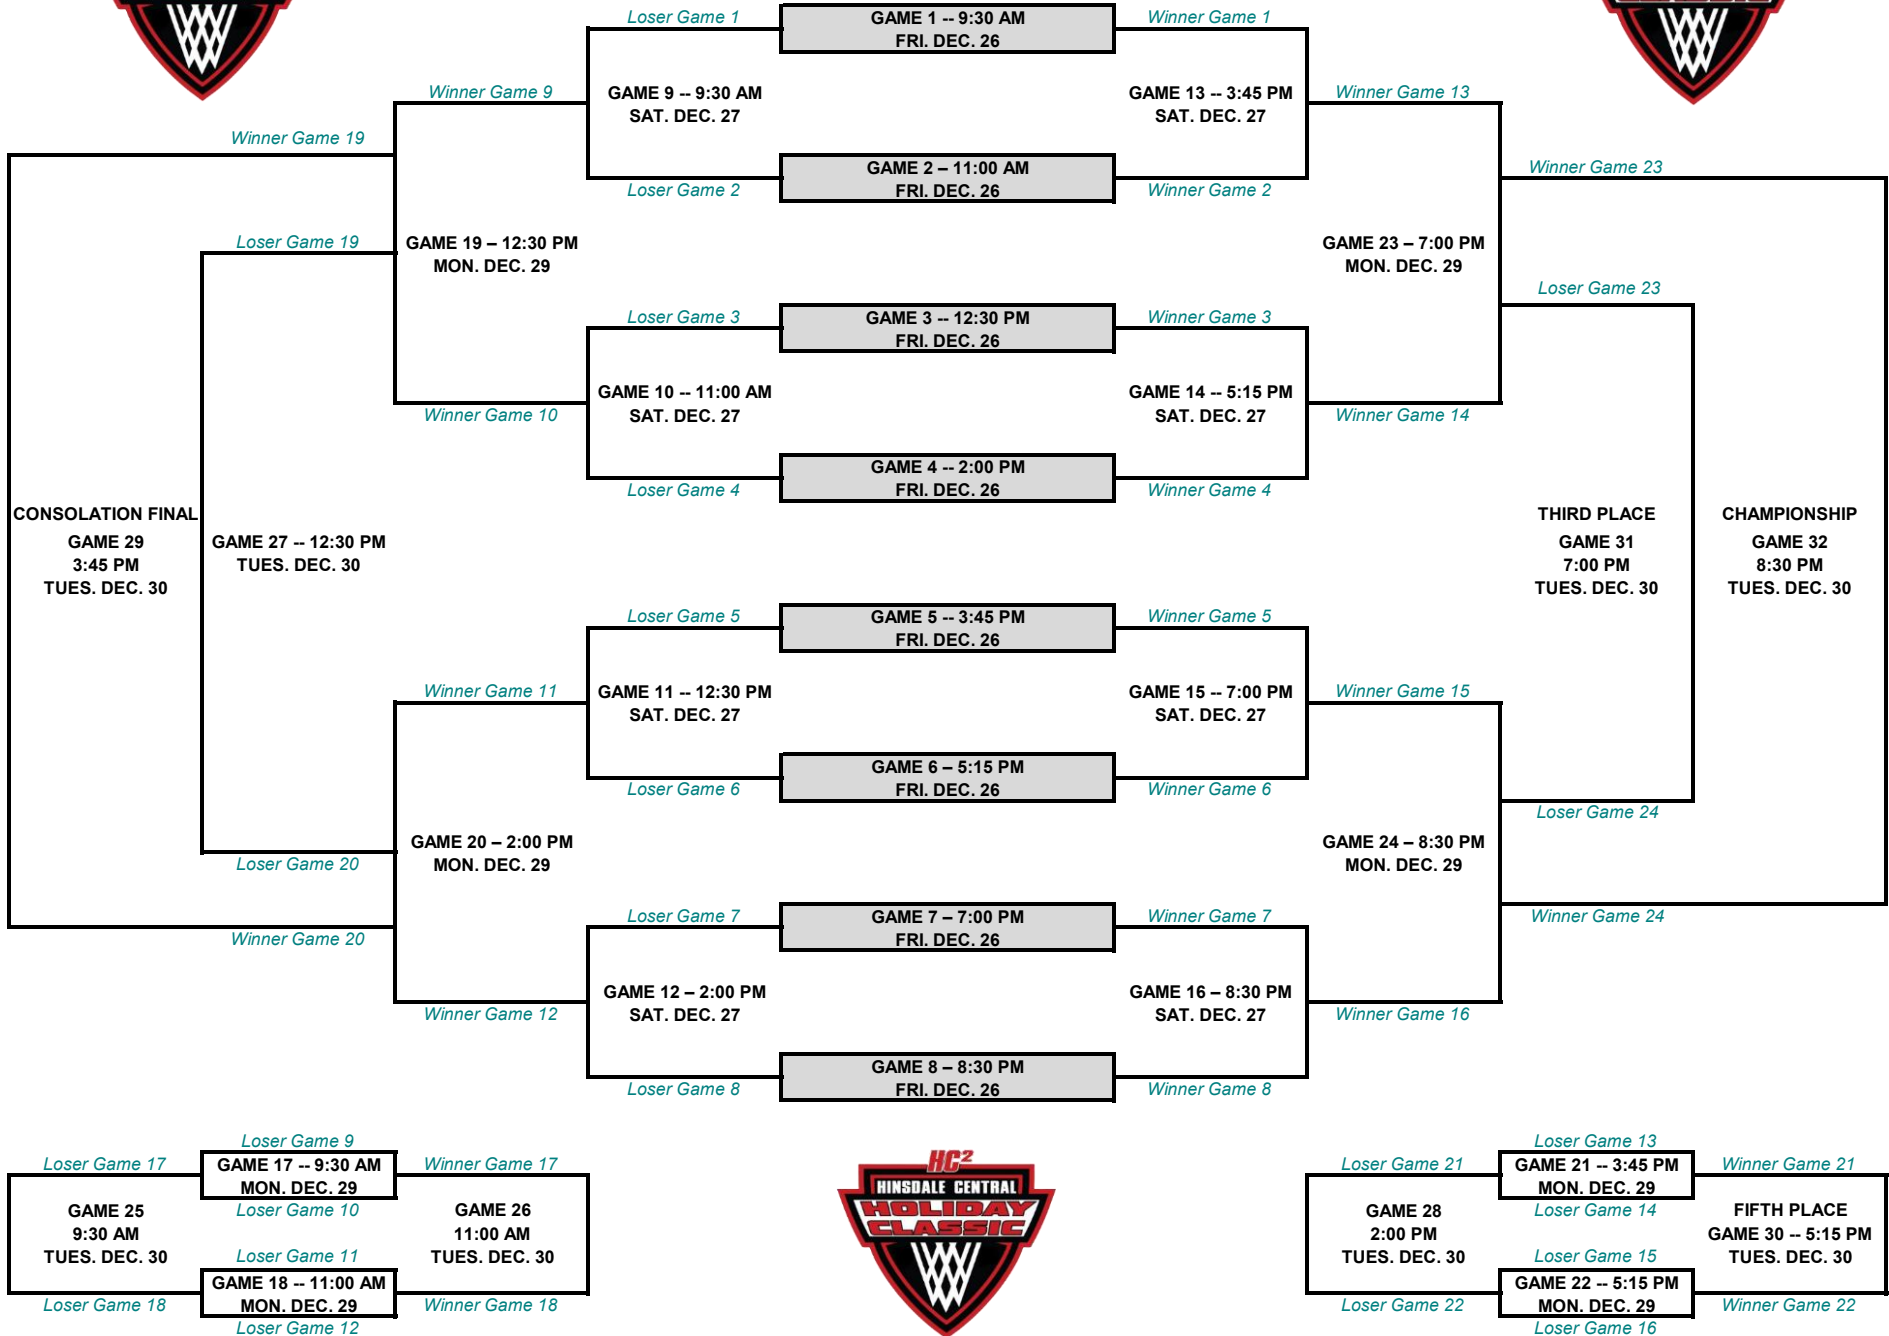 Loser Game 1
GAME 1 -- 9:30 AM
FRI. DEC. 26
Winner Game 1
Winner Game 9
GAME 9 -- 9:30 AM
SAT. DEC. 27
GAME 13 -- 3:45 PM
SAT. DEC. 27
Winner Game 13
Winner Game 19
Loser Game 2
GAME 2 – 11:00 AM
FRI. DEC. 26
Winner Game 2
Winner Game 23
Loser Game 19
GAME 19 – 12:30 PM
MON. DEC. 29
GAME 23 – 7:00 PM
MON. DEC. 29
Loser Game 23
Loser Game 3
GAME 3 -- 12:30 PM
FRI. DEC. 26
Winner Game 3
Winner Game 10
GAME 10 -- 11:00 AM
SAT. DEC. 27
GAME 14 -- 5:15 PM
SAT. DEC. 27
Winner Game 14
Loser Game 4
GAME 4 -- 2:00 PM
FRI. DEC. 26
Winner Game 4
CONSOLATION FINAL
GAME 29
3:45 PM
TUES. DEC. 30
GAME 27 -- 12:30 PM
TUES. DEC. 30
THIRD PLACE
GAME 31
7:00 PM
TUES. DEC. 30
CHAMPIONSHIP
GAME 32
8:30 PM
TUES. DEC. 30
Loser Game 5
GAME 5 -- 3:45 PM
FRI. DEC. 26
Winner Game 5
Winner Game 11
GAME 11 -- 12:30 PM
SAT. DEC. 27
GAME 15 -- 7:00 PM
SAT. DEC. 27
Winner Game 15
Loser Game 6
GAME 6 – 5:15 PM
FRI. DEC. 26
Winner Game 6
Loser Game 24
Loser Game 20
GAME 20 – 2:00 PM
MON. DEC. 29
GAME 24 – 8:30 PM
MON. DEC. 29
Winner Game 20
Loser Game 7
GAME 7 - 7:00 PM
FRI. DEC. 26
Winner Game 7
Winner Game 24
Winner Game 12
GAME 12 – 2:00 PM
SAT. DEC. 27
GAME 16 – 8:30 PM
SAT. DEC. 27
Winner Game 16
Loser Game 8
GAME 8 – 8:30 PM
FRI. DEC. 26
Winner Game 8
Loser Game 9
Loser Game 17
GAME 17 -- 9:30 AM
MON. DEC. 29
Winner Game 17
Loser Game 10
GAME 25
9:30 AM
TUES. DEC. 30
GAME 26
11:00 AM
TUES. DEC. 30
Loser Game 11
Loser Game 18
GAME 18 -- 11:00 AM
MON. DEC. 29
Winner Game 18
Loser Game 12
HC²
HINSDALE CENTRAL
HOLIDAY
CLASSIC
Loser Game 13
Loser Game 21
GAME 21 -- 3:45 PM
MON. DEC. 29
Winner Game 21
Loser Game 14
GAME 28
2:00 PM
TUES. DEC. 30
FIFTH PLACE
GAME 30 -- 5:15 PM
TUES. DEC. 30
Loser Game 15
Loser Game 22
GAME 22 -- 5:15 PM
MON. DEC. 29
Winner Game 22
Loser Game 16